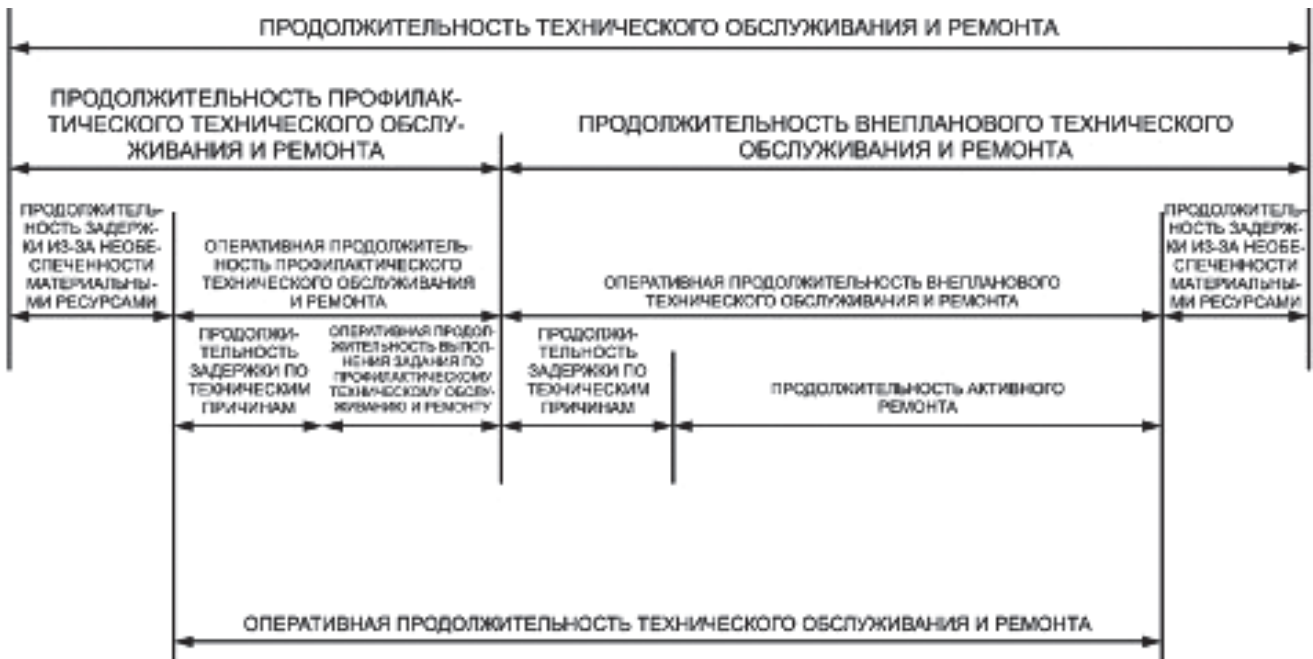 ПРОДОЛЖИТЕЛЬНОСТЬ ТЕХНИЧЕСКОГО ОБСЛУЖИВАНИЯ И РЕМОНТА
ПРОДОЛЖИТЕЛЬНОСТЬ ПРОФИЛАК-
ТИЧЕСКОГО ТЕХНИЧЕСКОГО ОБСЛУ-
ЖИВАНИЯ И РЕМОНТА
ПРОДОЛЖИТЕЛЬНОСТЬ ВНЕПЛАНОВОГО ТЕХНИЧЕСКОГО
ОБСЛУЖИВАНИЯ И РЕМОНТА
ПРОДОЛЖИТЕЛЬ-
НОСТЬ ЗАДЕРЖ-
КИ ИЗ-ЗА НЕОБЕ-
СПЕЧЕННОСТИ
МАТЕРИАЛЬНЫ-
МИ РЕСУРСАМИ
ОПЕРАТИВНАЯ ПРОДОЛЖИТЕЛЬ-
НОСТЬ ПРОФИЛАКТИЧЕСКОГО
ТЕХНИЧЕСКОГО ОБСЛУЖИВАНИЯ
И РЕМОНТА
ОПЕРАТИВНАЯ ПРОДОЛЖИТЕЛЬНОСТЬ ВНЕПЛАНОВОГО
ТЕХНИЧЕСКОГО ОБСЛУЖИВАНИЯ И РЕМОНТА
ПРОДОЛЖИТЕЛЬ-
НОСТЬ ЗАДЕРЖ-
КИ ИЗ-ЗА НЕОБЕ-
СПЕЧЕННОСТИ
МАТЕРИАЛЬНЫ-
МИ РЕСУРСАМИ
ПРОДОЛЖИ-
ТЕЛЬНОСТЬ
ЗАДЕРЖКИ ПО
ТЕХНИЧЕСКИМ
ПРИЧИНАМ
ОПЕРАТИВНАЯ ПРОДОЛ-
ЖИТЕЛЬНОСТЬ ВЫПОЛ-
НЕНИЯ ЗАДАНИЯ ПО
ПРОФИЛАКТИЧЕСКОМУ
ТЕХНИЧЕСКОМУ ОБСЛУ-
ЖИВАНИЮ И РЕМОНТУ
ПРОДОЛЖИ-
ТЕЛЬНОСТЬ
ЗАДЕРЖКИ ПО
ТЕХНИЧЕСКИМ
ПРИЧИНАМ
ПРОДОЛЖИТЕЛЬНОСТЬ АКТИВНОГО
РЕМОНТА
ОПЕРАТИВНАЯ ПРОДОЛЖИТЕЛЬНОСТЬ ТЕХНИЧЕСКОГО ОБСЛУЖИВАНИЯ И РЕМОНТА